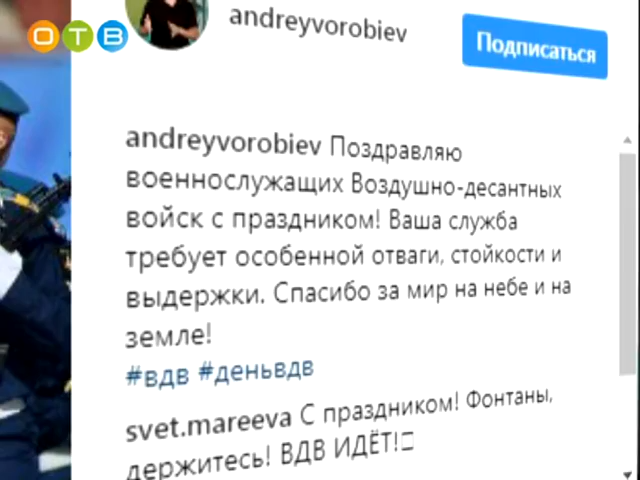 ОТВ
andreyvorobiev
Подписаться
andreyvorobiev Поздравляю
военнослужащих Воздушно-десантных
войск с праздником! Ваша служба
требует особенной отваги, стойкости и
выдержки. Спасибо за мир на небе и на
земле!
#вдв #деньвдв
svet.mareeva С праздником! Фонтаны,
держитесь! ВДВ ИДЁТ!